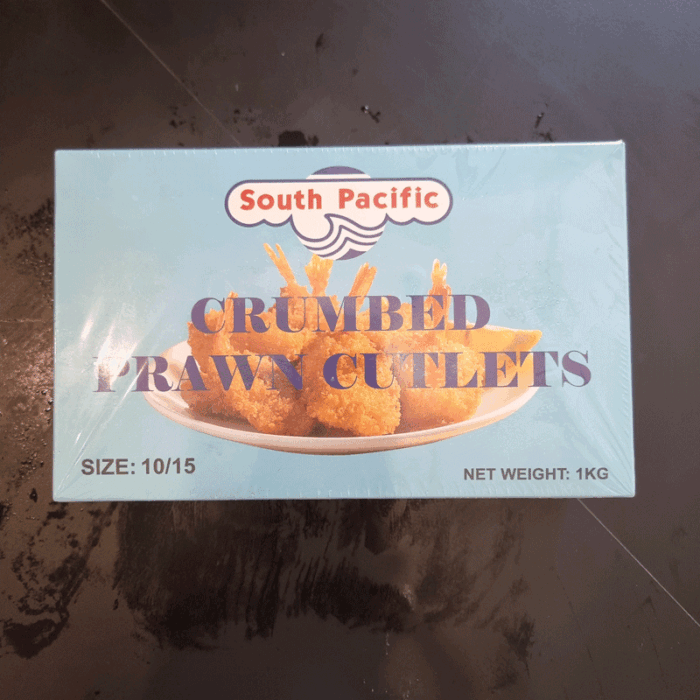 South Pacific
CRUMBED
PRAWN CUTLETS
SIZE: 10/15
NET WEIGHT: 1KG